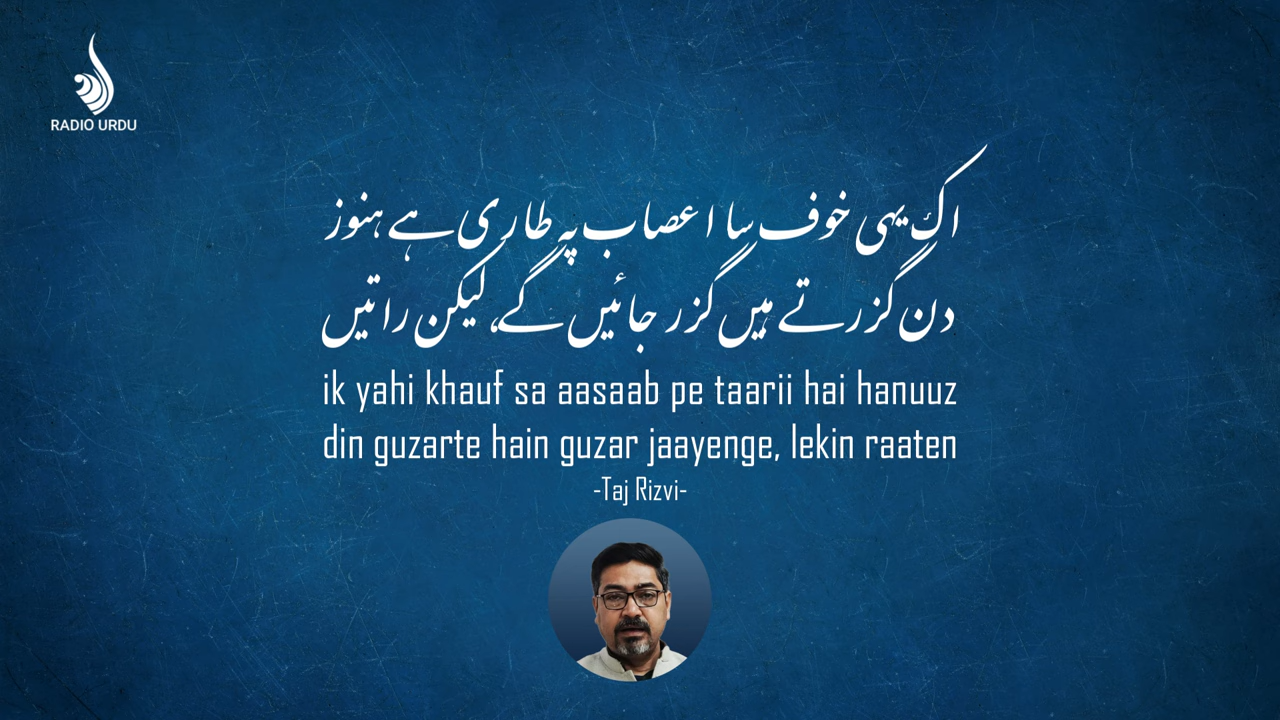 RADIO URDU
اک یہی خوف سا اعصاب پہ طاری ہے ہنوز
دن گزرتے ہیں گزر جائیں گے، لیکن راتیں
ik yahi khauf sa aasaab pe taarii hai hanuuz
din guzarte hain guzar jaayenge, lekin raaten
-Taj Rizvi-